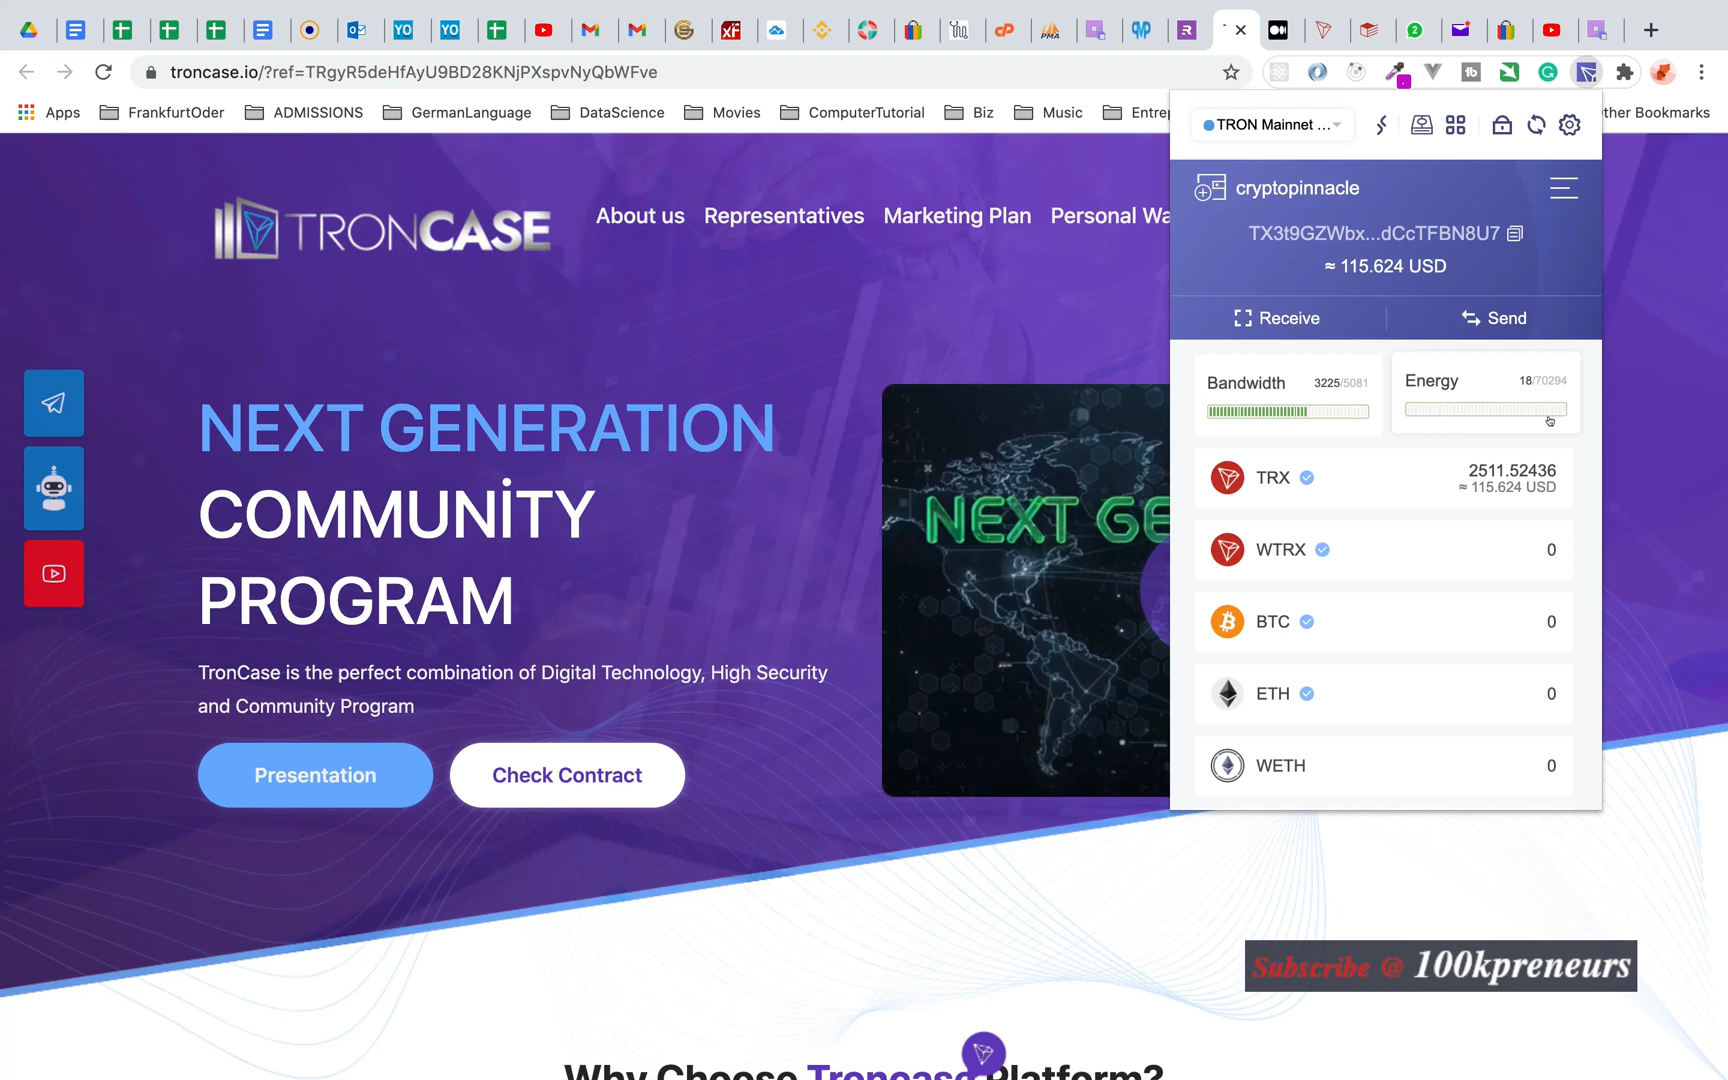 troncase.io/?ref=TRgyR5deHfAyU9BD28KNjPXspvNyQbWFve
Apps
FrankfurtOder
ADMISSIONS
GermanLanguage
DataScience
Movies
ComputerTutorial
Biz
Music
Entrep
ther Bookmarks
TRON Mainnet ...
cryptopinnacle
TX3t9GZWbx...dCcTFBN8U7
≈ 115.624 USD
Receive
Send
Bandwidth 3225/5081
Energy 18/70294
TRX 2511.52436
≈ 115.624 USD
WTRX 0
BTC 0
ETH 0
WETH 0
TRONCASE
About us
Representatives
Marketing Plan
Personal Wa
NEXT GENERATION
COMMUNİTY
PROGRAM
TronCase is the perfect combination of Digital Technology, High Security
and Community Program
Presentation
Check Contract
NEXT GE
Subscribe @ 100kpreneurs
Why Choose Troncase Platform?